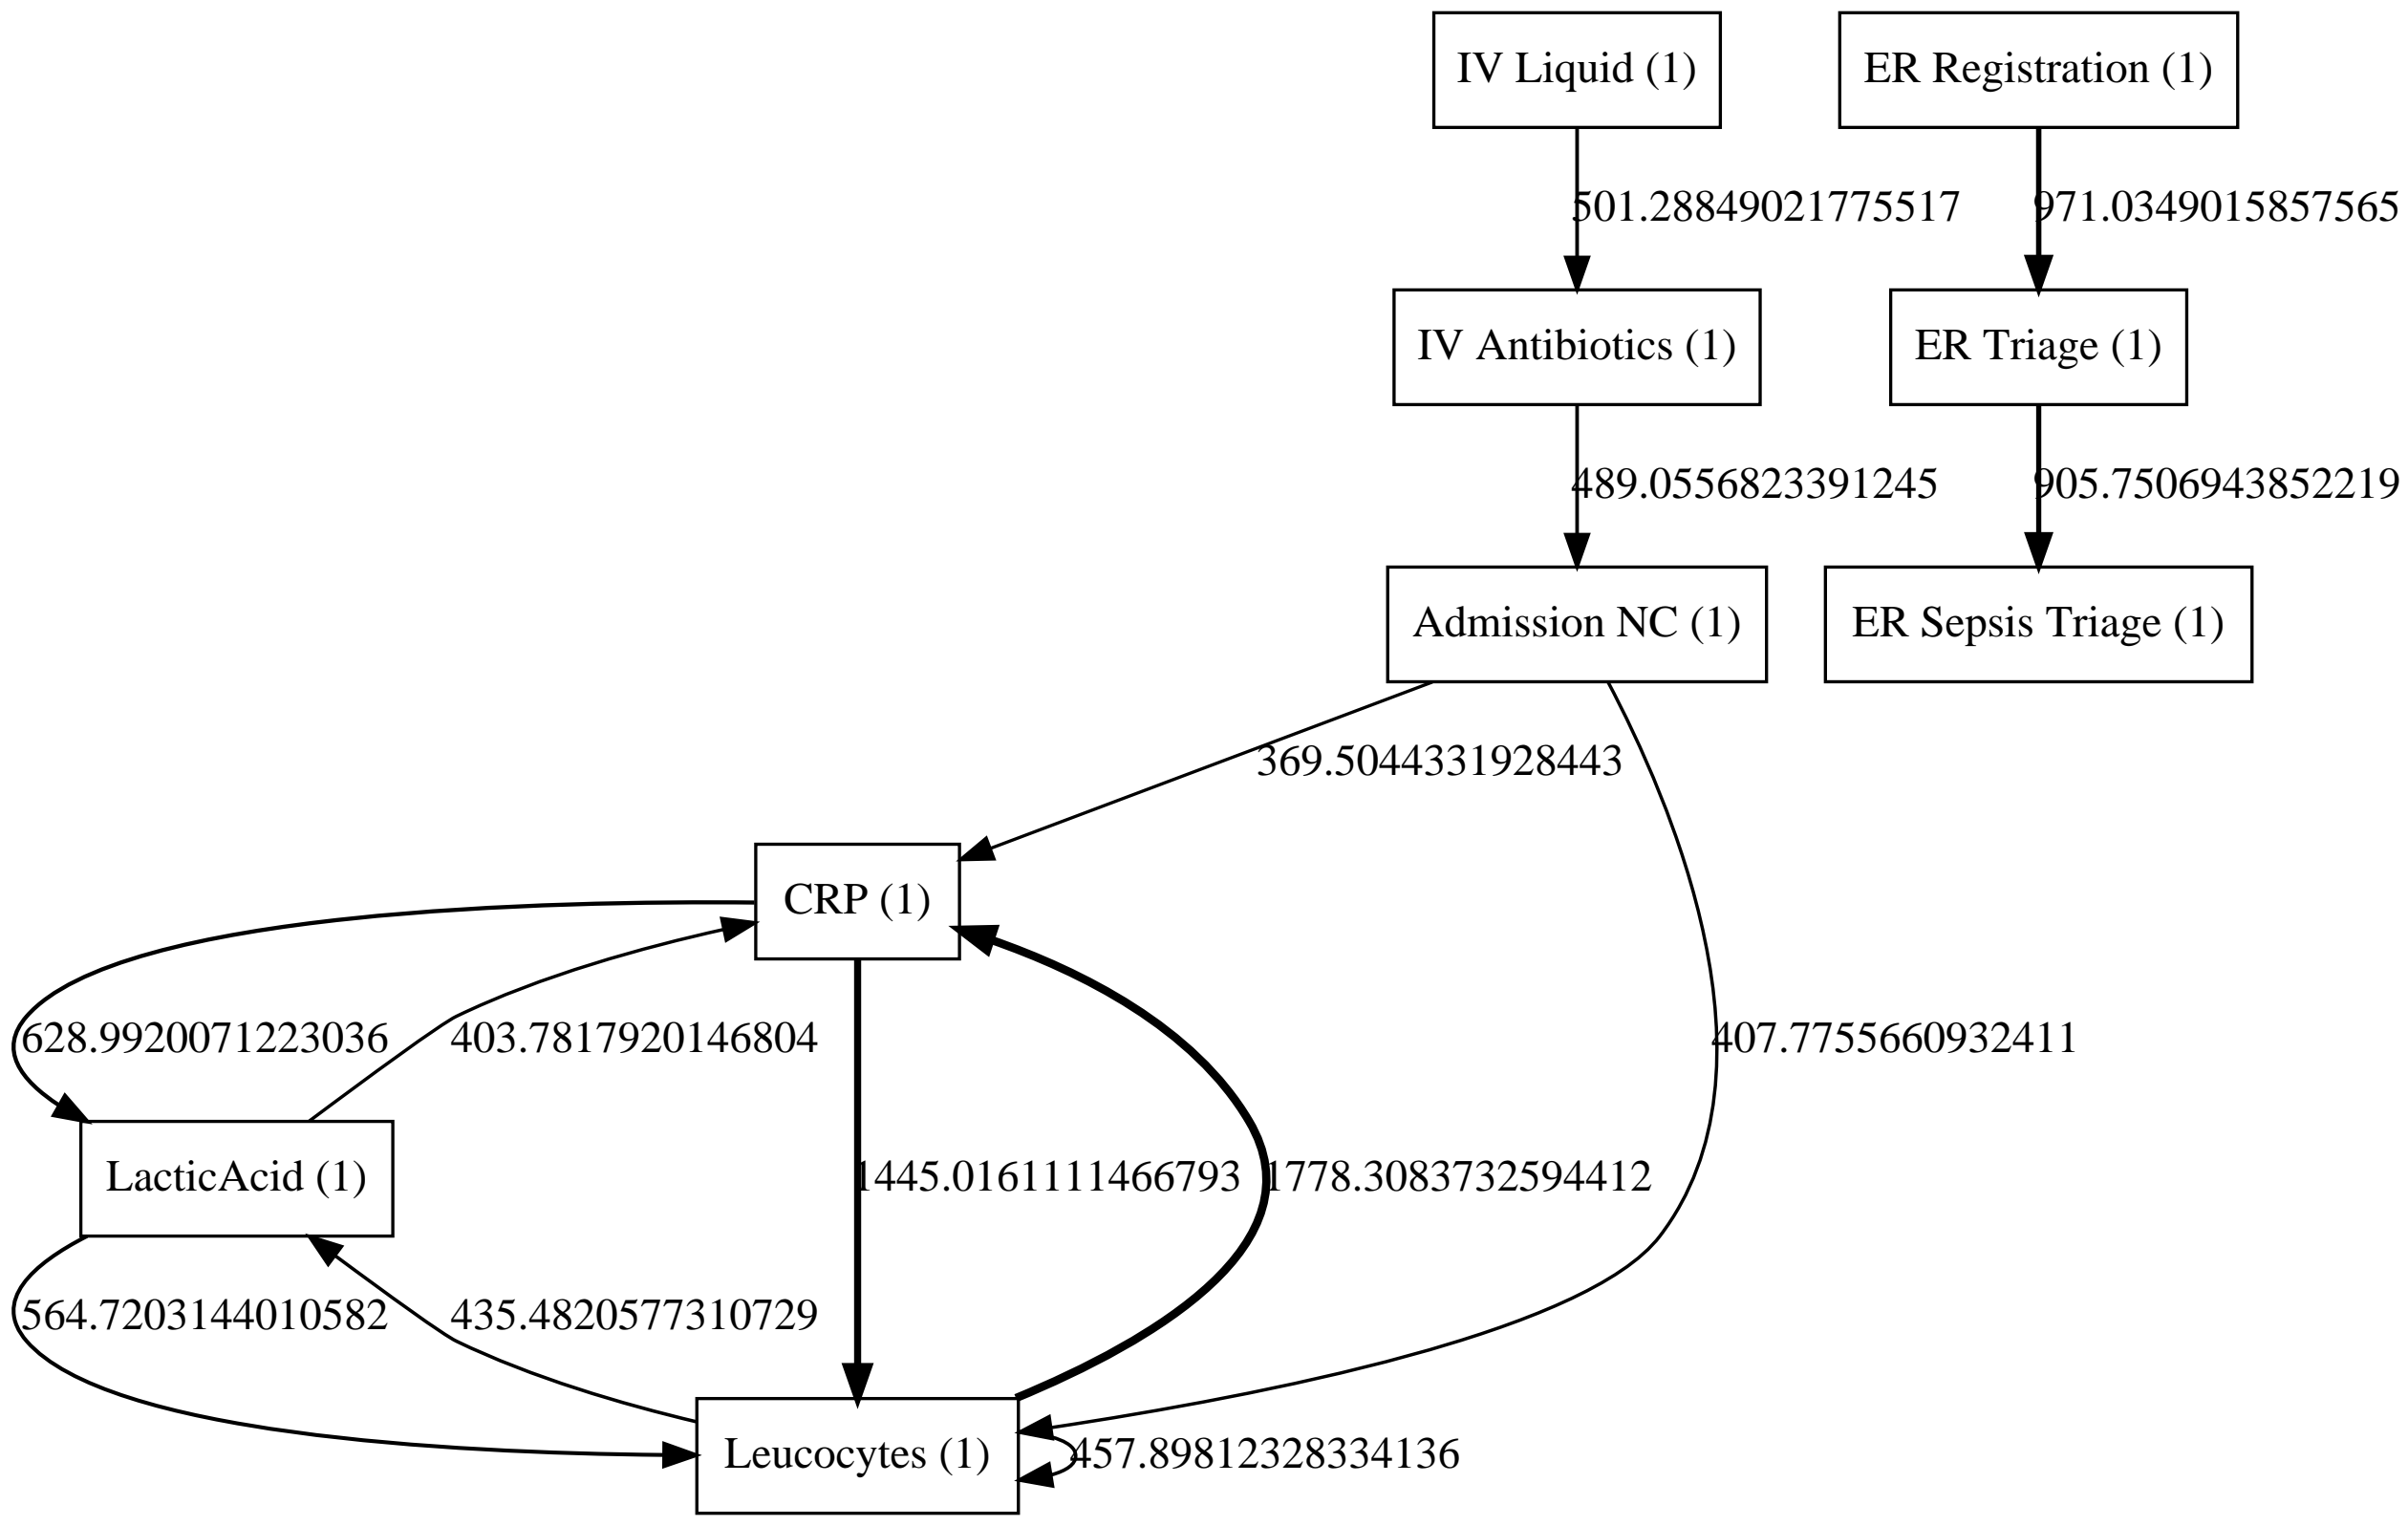 IV Liquid (1)
ER Registration (1)
501.28849021775517
971.0349015857565
IV Antibiotics (1)
ER Triage (1)
489.0556823391245
905.7506943852219
Admission NC (1)
ER Sepsis Triage (1)
369.5044331928443
CRP (1)
628.9920071223036
403.7817920146804
407.7755660932411
LacticAcid (1)
1445.0161111466793
1778.3083732594412
564.7203144010582
435.4820577310729
Leucocytes (1)
457.89812328334136